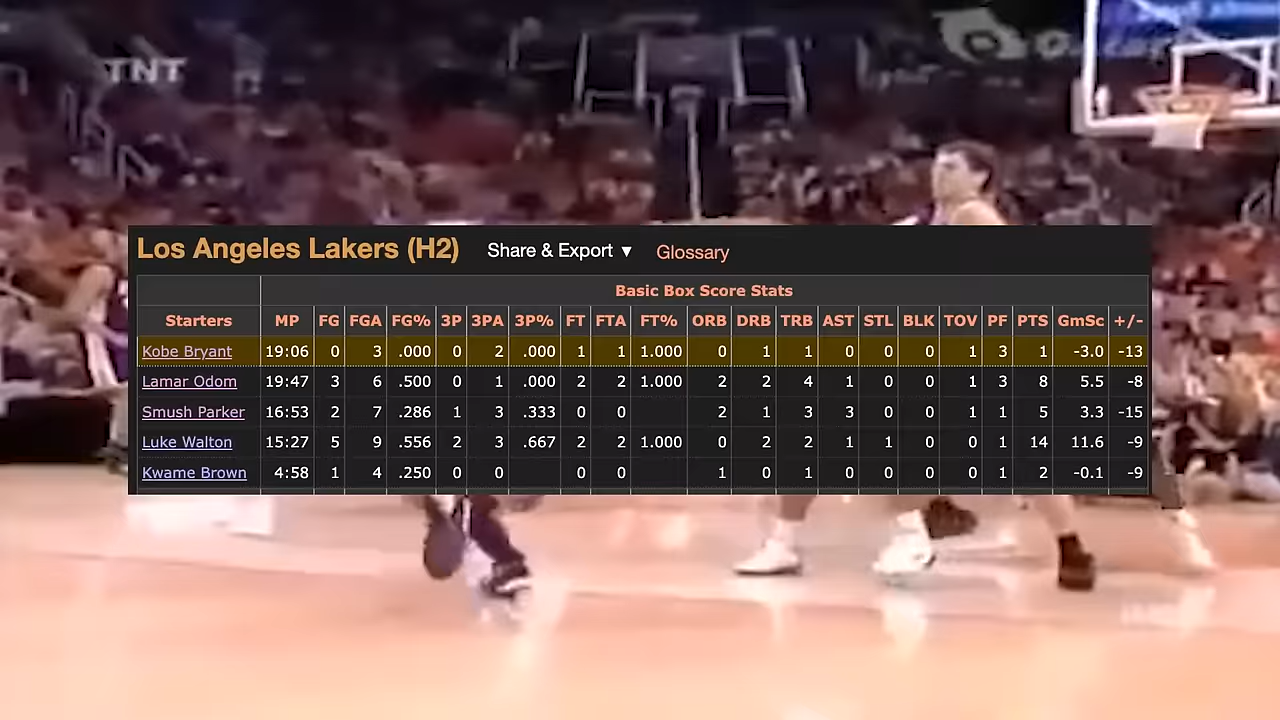 TNT
Los Angeles Lakers (H2) Share & Export ▼ Glossary
Basic Box Score Stats
Starters MP FG FGA FG% 3P 3PA 3P% FT FTA FT% ORB DRB TRB AST STL BLK TOV PF PTS GmSc +/-
Kobe Bryant 19:06 0 3 .000 0 2 .000 1 1 1.000 0 1 1 0 0 0 1 3 1 -3.0 -13
Lamar Odom 19:47 3 6 .500 0 1 .000 2 2 1.000 2 2 4 1 0 0 1 3 8 5.5 -8
Smush Parker 16:53 2 7 .286 1 3 .333 0 0 2 1 3 3 0 0 1 1 5 3.3 -15
Luke Walton 15:27 5 9 .556 2 3 .667 2 2 1.000 0 2 2 1 1 0 0 1 14 11.6 -9
Kwame Brown 4:58 1 4 .250 0 0 0 0 1 0 1 0 0 0 0 1 2 -0.1 -9